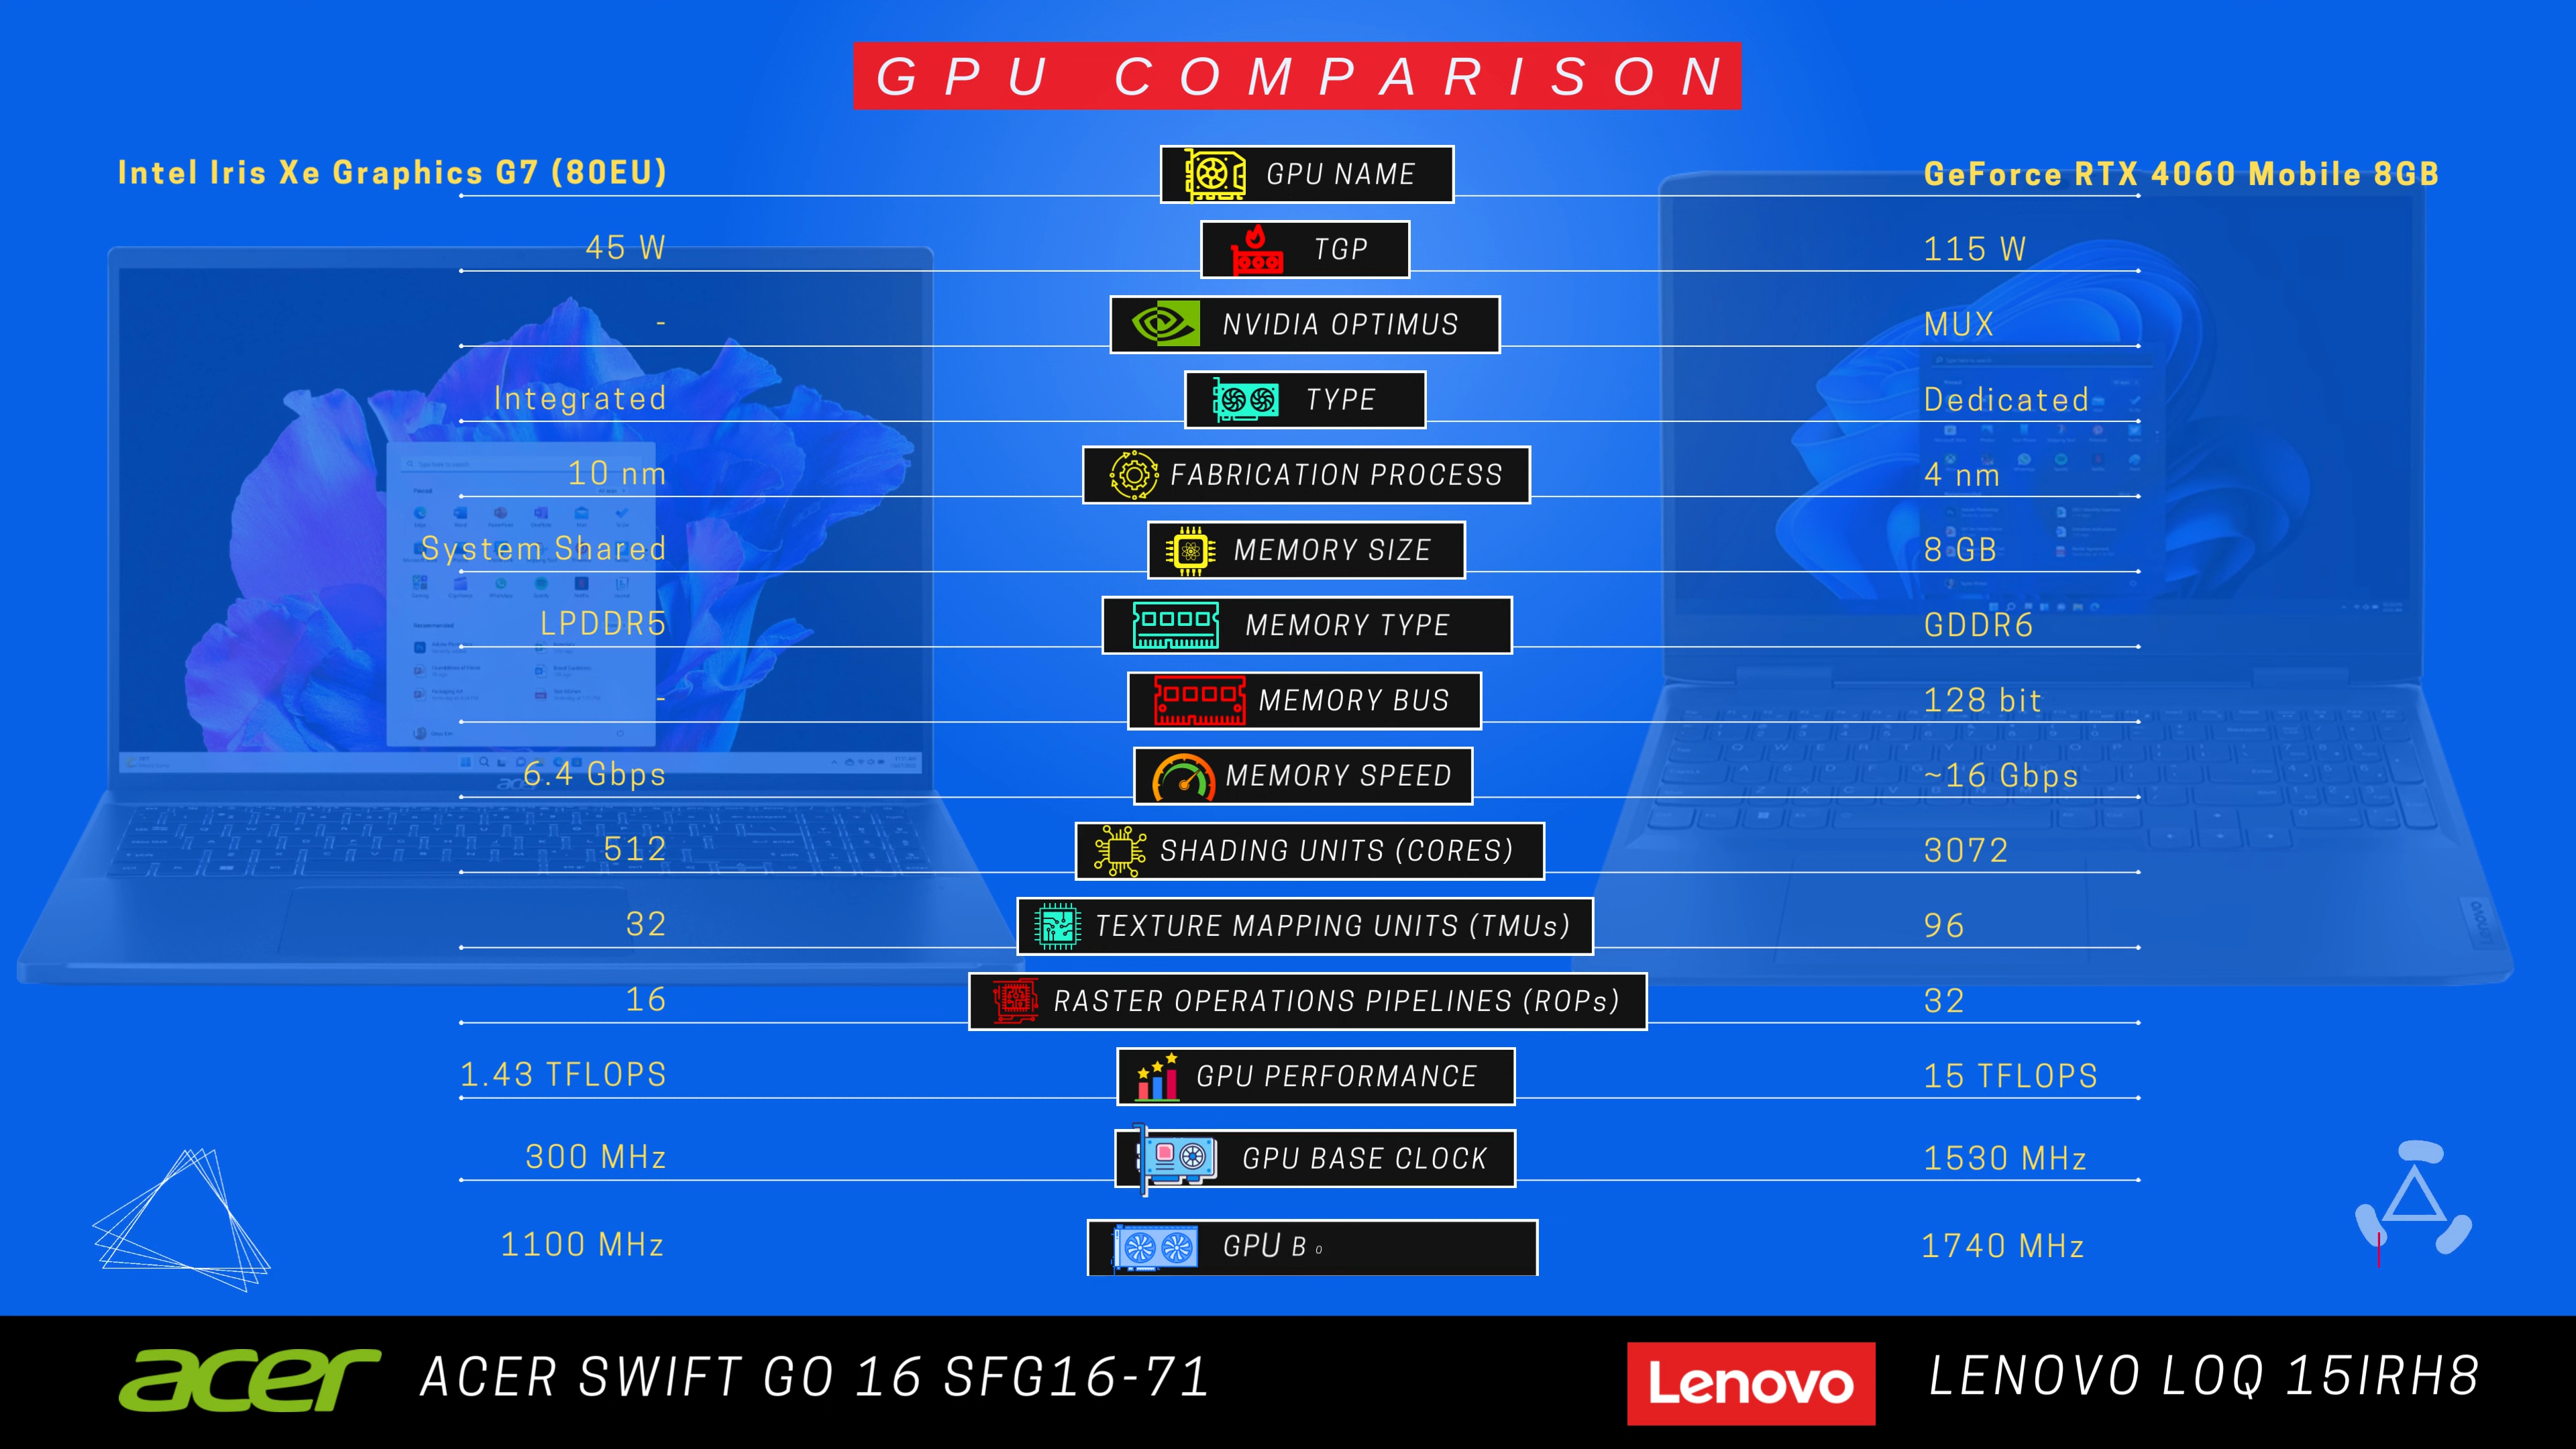 GPU COMPARISON
Intel Iris Xe Graphics G7 (80EU) GPU NAME GeForce RTX 4060 Mobile 8GB
45 W TGP 115 W
- NVIDIA OPTIMUS MUX
Integrated TYPE Dedicated
10 nm FABRICATION PROCESS 4 nm
System Shared MEMORY SIZE 8 GB
LPDDR5 MEMORY TYPE GDDR6
- MEMORY BUS 128 bit
6.4 Gbps MEMORY SPEED ~16 Gbps
512 SHADING UNITS (CORES) 3072
32 TEXTURE MAPPING UNITS (TMUs) 96
16 RASTER OPERATIONS PIPELINES (ROPs) 32
1.43 TFLOPS GPU PERFORMANCE 15 TFLOPS
300 MHz GPU BASE CLOCK 1530 MHz
1100 MHz GPU B o 1740 MHz
acer ACER SWIFT GO 16 SFG16-71 Lenovo LENOVO LOQ 15IRH8